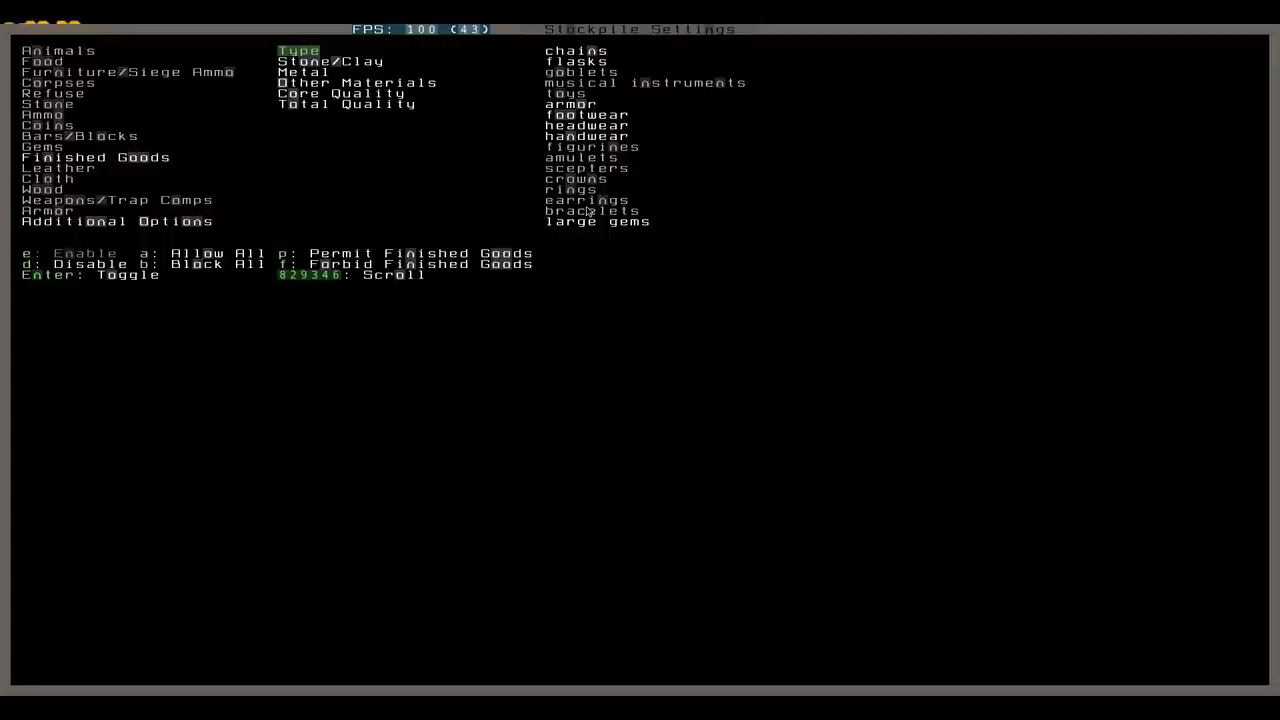 FPS: 100 (43) Stockpile Settings
Animals Type chains
Food Stone/Clay flasks
Furniture/Siege Ammo Metal goblets
Corpses Other Materials musical instruments
Refuse Core Quality toys
Stone Total Quality armor
Ammo footwear
Coins headwear
Bars/Blocks handwear
Gems figurines
Finished Goods amulets
Leather scepters
Cloth crowns
Wood rings
Weapons/Trap Comps earrings
Armor bracelets
Additional Options large gems
e: Enable a: Allow All p: Permit Finished Goods
d: Disable b: Block All f: Forbid Finished Goods
Enter: Toggle 829346: Scroll